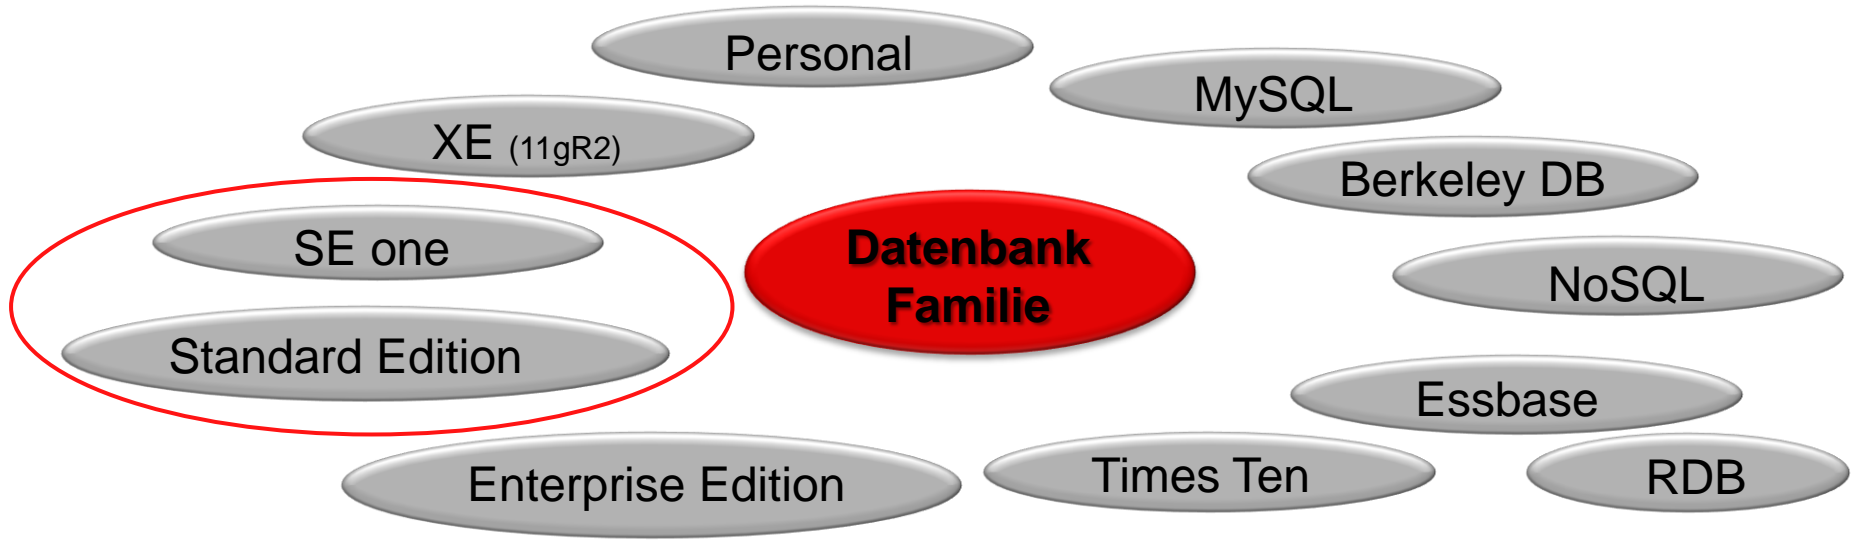 Personal
MySQL
XE (11gR2)
Berkeley DB
SE one
Datenbank
Familie
NoSQL
Standard Edition
Essbase
Enterprise Edition
Times Ten
RDB